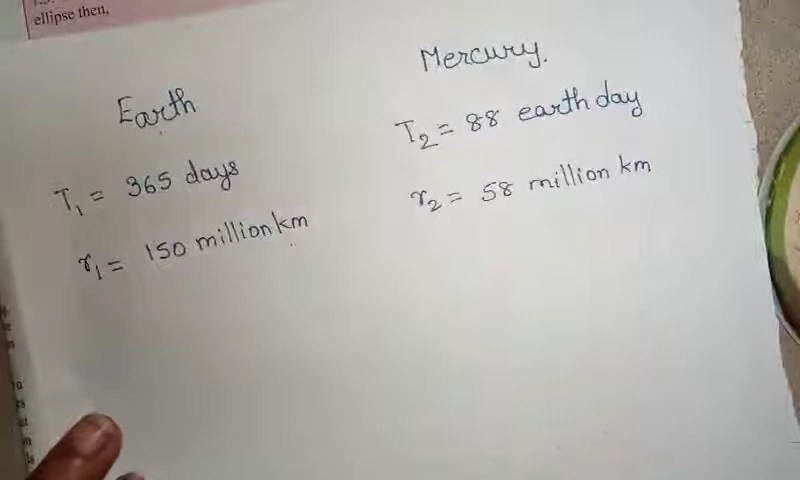 ellipse then,
Earth
T₁ = 365 days
r₁ = 150 million km
Mercury.
T₂ = 88 earth day
r₂ = 58 million km